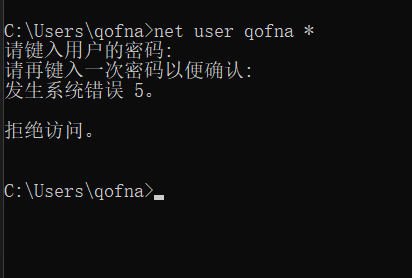 C:\Users\qofna>net user qofna *
请键入用户的密码:
请再键入一次密码以便确认:
发生系统错误 5。
拒绝访问。
C:\Users\qofna>